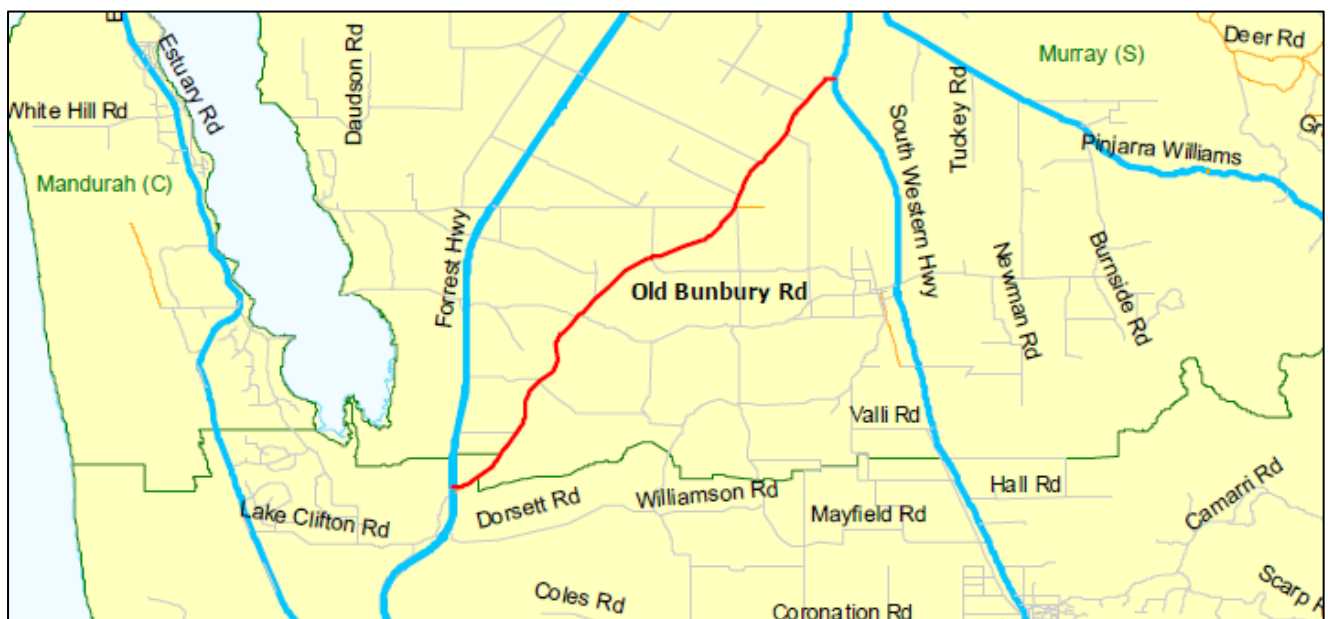 Estuary Rd
White Hill Rd
Mandurah (C)
Daudson Rd
Forrest Hwy
Old Bunbury Rd
South Western Hwy
Tuckey Rd
Murray (S)
Deer Rd
Pinjarra Williams
Newman Rd
Burnside Rd
Valli Rd
Hall Rd
Camarri Rd
Lake Clifton Rd
Dorsett Rd
Williamson Rd
Mayfield Rd
Coles Rd
Coronation Rd